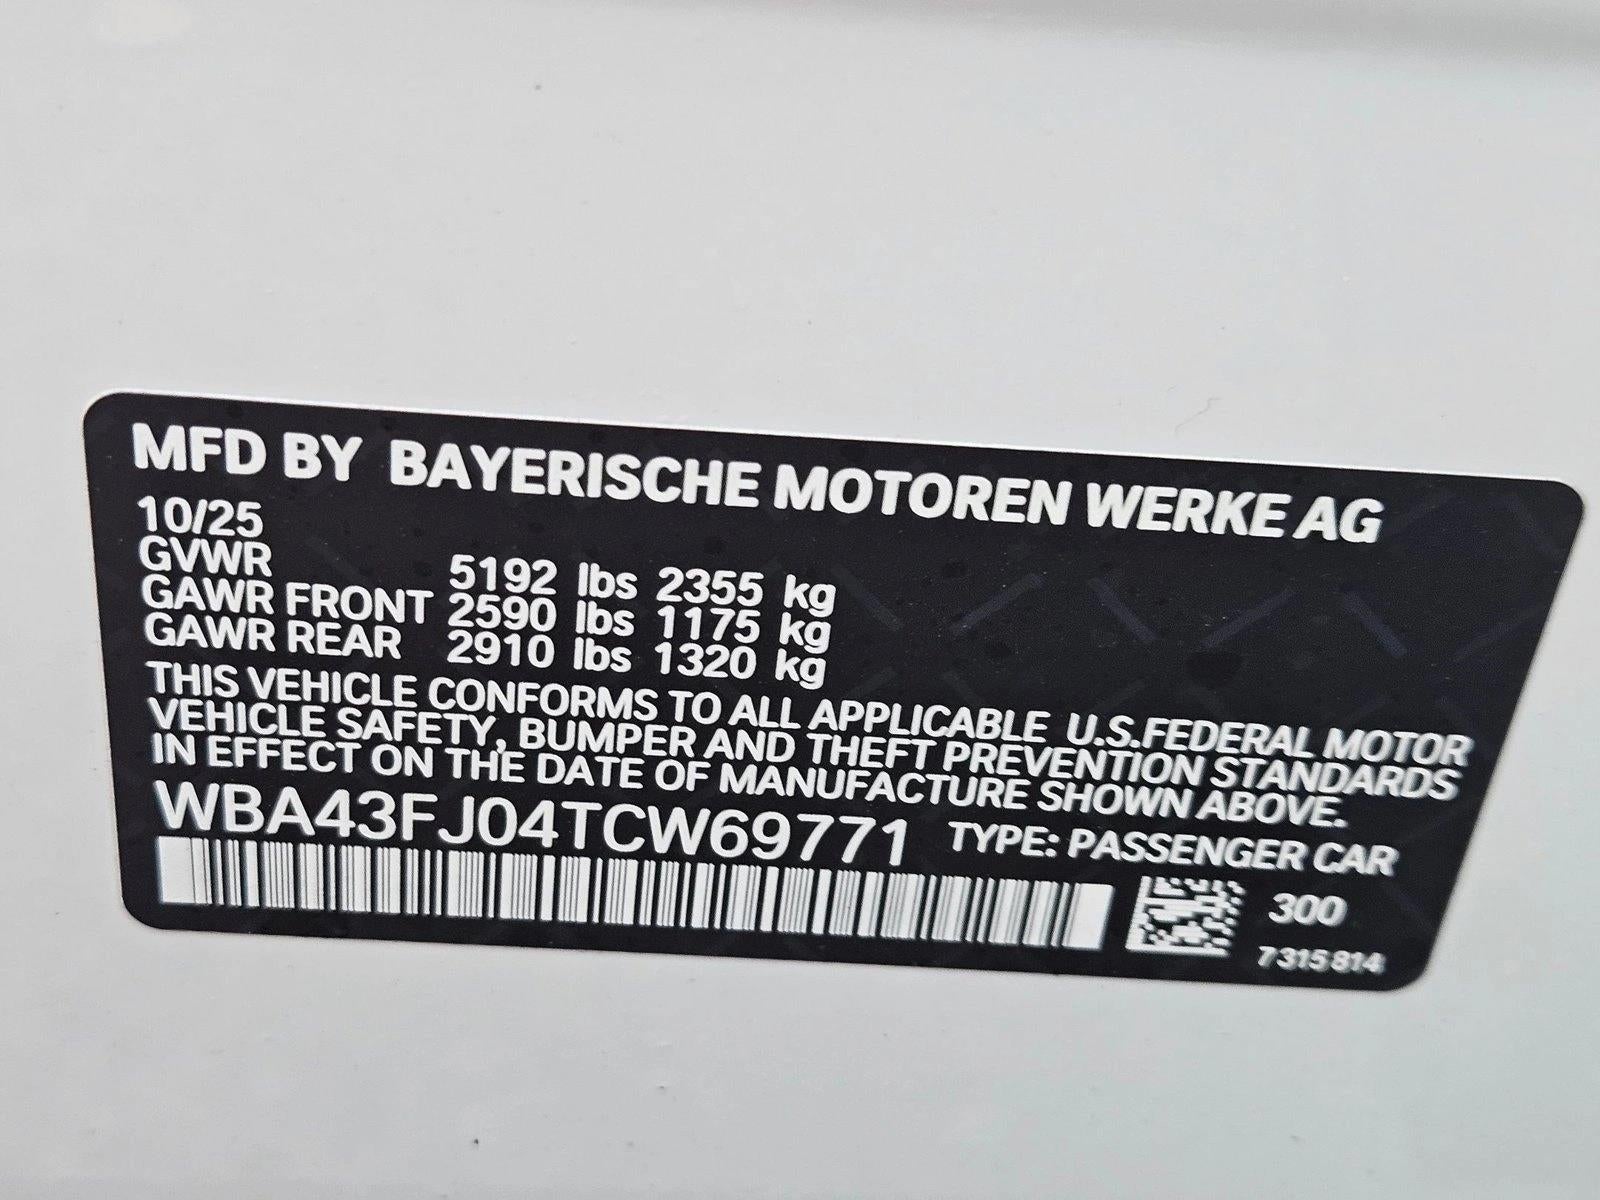 MFD BY BAYERISCHE MOTOREN WERKE AG
10/25
GVWR 5192 lbs 2355 kg
GAWR FRONT 2590 lbs 1175 kg
GAWR REAR 2910 lbs 1320 kg
THIS VEHICLE CONFORMS TO ALL APPLICABLE U.S.FEDERAL MOTOR
VEHICLE SAFETY, BUMPER AND THEFT PREVENTION STANDARDS
IN EFFECT ON THE DATE OF MANUFACTURE SHOWN ABOVE.
WBA43FJ04TCW69771 TYPE: PASSENGER CAR
300
7 315 814